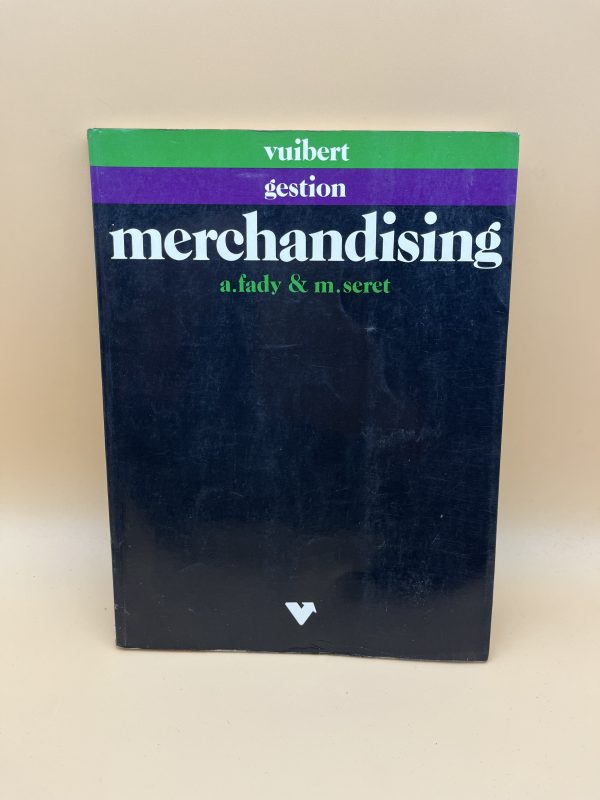 vuibert
gestion
merchandising
a.fady & m.seret